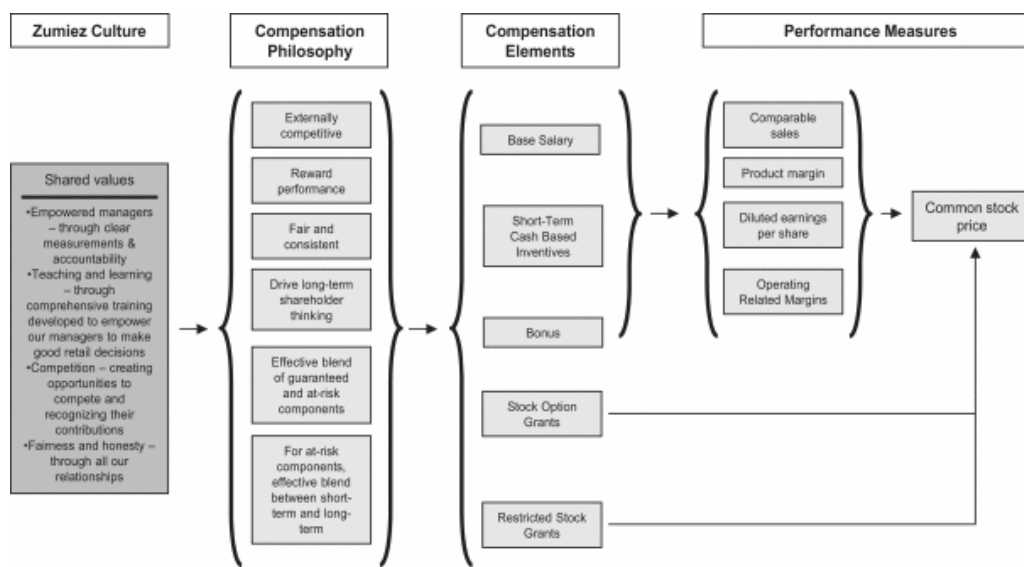 Zumiez Culture
Compensation
Philosophy
Compensation
Elements
Performance Measures
Shared values
•Empowered managers
– through clear
measurements &
accountability
•Teaching and learning
– through
comprehensive training
developed to empower
our managers to make
good retail decisions
•Competition – creating
opportunities to
compete and
recognizing their
contributions
•Fairness and honesty –
through all our
relationships
Externally
competitive
Reward
performance
Fair and
consistent
Drive long-term
shareholder
thinking
Effective blend
of guaranteed
and at-risk
components
For at-risk
components,
effective blend
between short-
term and long-
term
Base Salary
Short-Term
Cash Based
Inventives
Bonus
Stock Option
Grants
Restricted Stock
Grants
Comparable
sales
Product margin
Diluted earnings
per share
Operating
Related Margins
Common stock
price